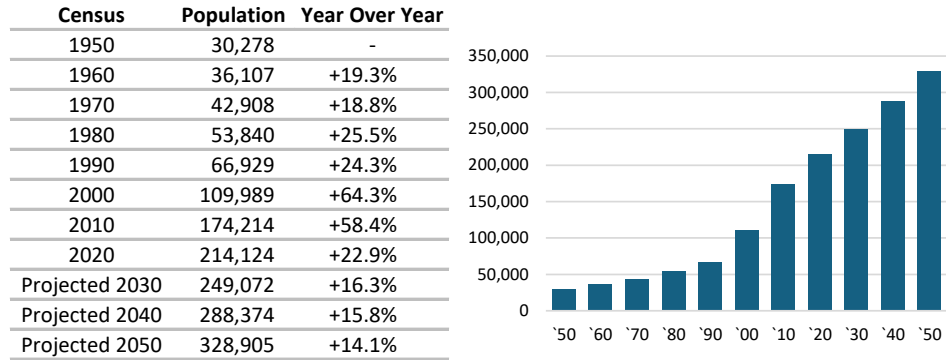 Census Population Year Over Year
1950 30,278 -
1960 36,107 +19.3%
1970 42,908 +18.8%
1980 53,840 +25.5%
1990 66,929 +24.3%
2000 109,989 +64.3%
2010 174,214 +58.4%
2020 214,124 +22.9%
Projected 2030 249,072 +16.3%
Projected 2040 288,374 +15.8%
Projected 2050 328,905 +14.1%
350,000
300,000
250,000
200,000
150,000
100,000
50,000
0
`50 `60 `70 `80 `90 `00 `10 `20 `30 `40 `50